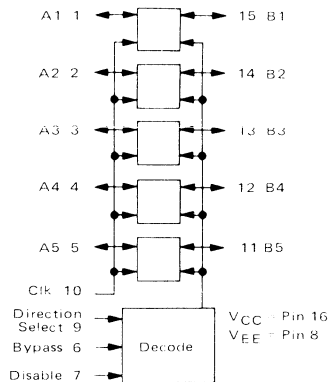 A1 1 15 B1
A2 2 14 B2
A3 3 13 B3
A4 4 12 B4
A5 5 11 B5
Clk 10
Direction
Select 9
Bypass 6
Disable 7
Decode
VCC = Pin 16
VEE = Pin 8